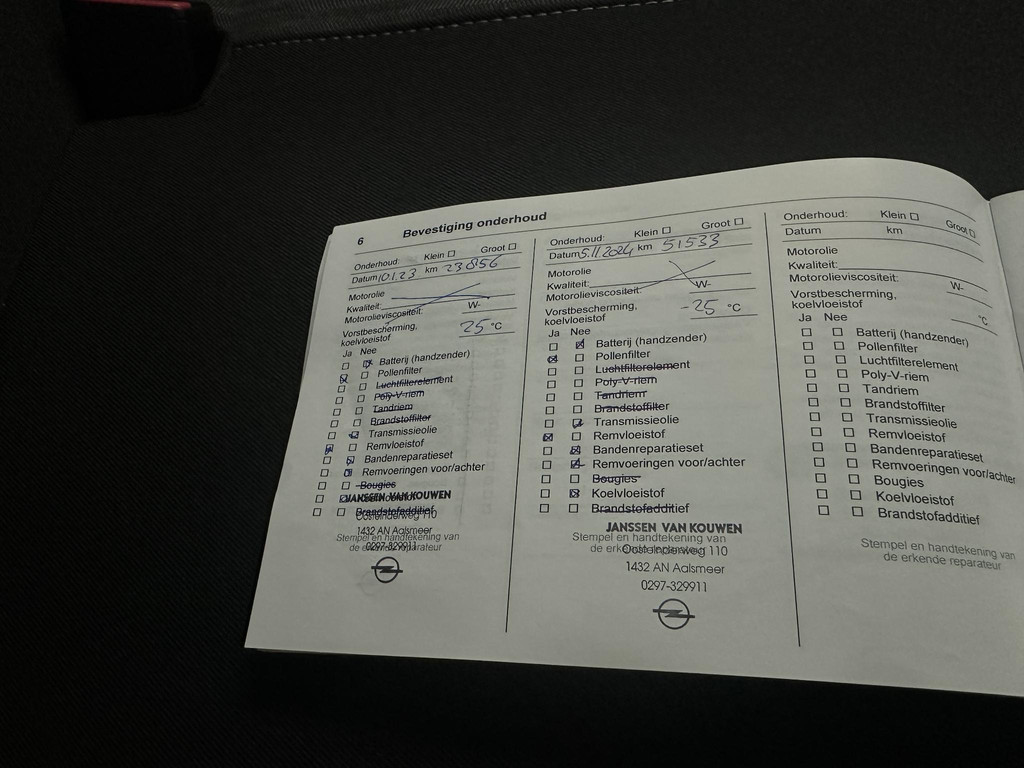 6 Bevestiging onderhoud
Onderhoud: Klein ☐ Groot ☐
Datum 10.1.23 km 23856
Motorolie
Kwaliteit:
Motorolieviscositeit: W-
Vorstbescherming,
koelvloeistof 25 °C
Ja Nee
Batterij (handzender)
Pollenfilter
Luchtfilterelement
Poly-V-riem
Tandriem
Brandstoffilter
Transmissieolie
Remvloeistof
Bandenreparatieset
Remvoeringen voor/achter
Bougies
JANSSEN VAN KOUWEN
Koelvloeistof
Brandstofadditief
Oosteinderweg 110
1432 AN Aalsmeer
Stempel en handtekening van
de erkende reparateur
0297-329911
Onderhoud: Klein ☐ Groot ☐
Datum 5.11.2024 km 51533
Motorolie
Kwaliteit:
Motorolieviscositeit: W-
Vorstbescherming,
koelvloeistof -25 °C
Ja Nee
Batterij (handzender)
Pollenfilter
Luchtfilterelement
Poly-V-riem
Tandriem
Brandstoffilter
Transmissieolie
Remvloeistof
Bandenreparatieset
Remvoeringen voor/achter
Bougies
Koelvloeistof
Brandstofadditief
JANSSEN VAN KOUWEN
Stempel en handtekening van
de erkende reparateur
Oosteinderweg 110
1432 AN Aalsmeer
0297-329911
Onderhoud: Klein ☐ Groot ☐
Datum km
Motorolie
Kwaliteit:
Motorolieviscositeit: W-
Vorstbescherming,
koelvloeistof °C
Ja Nee
Batterij (handzender)
Pollenfilter
Luchtfilterelement
Poly-V-riem
Tandriem
Brandstoffilter
Transmissieolie
Remvloeistof
Bandenreparatieset
Remvoeringen voor/achter
Bougies
Koelvloeistof
Brandstofadditief
Stempel en handtekening van
de erkende reparateur